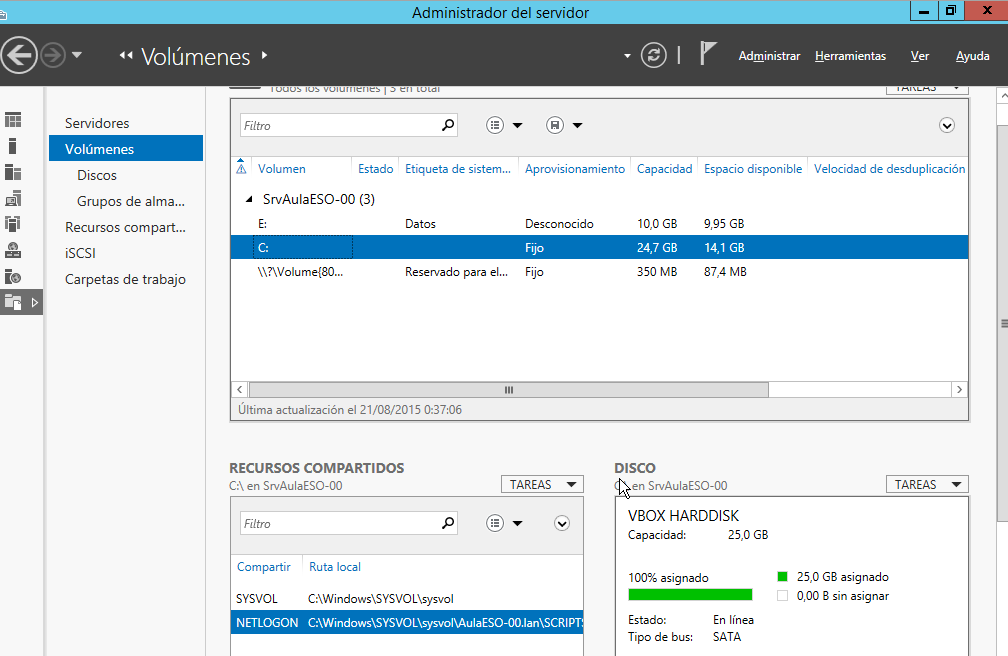 Administrador del servidor
Volúmenes
Administrar Herramientas Ver Ayuda
Todos los volúmenes | 3 en total
TAREAS
Servidores
Volúmenes
Discos
Grupos de alma...
Recursos compart...
iSCSI
Carpetas de trabajo
Filtro
Volumen Estado Etiqueta de sistem... Aprovisionamiento Capacidad Espacio disponible Velocidad de desduplicación
SrvAulaESO-00 (3)
E: Datos Desconocido 10,0 GB 9,95 GB
C: Fijo 24,7 GB 14,1 GB
\\?\Volume{80... Reservado para el... Fijo 350 MB 87,4 MB
Última actualización el 21/08/2015 0:37:06
RECURSOS COMPARTIDOS
C:\ en SrvAulaESO-00
TAREAS
Filtro
Compartir Ruta local
SYSVOL C:\Windows\SYSVOL\sysvol
NETLOGON C:\Windows\SYSVOL\sysvol\AulaESO-00.lan\SCRIPTS
DISCO
en SrvAulaESO-00
TAREAS
VBOX HARDDISK
Capacidad: 25,0 GB
100% asignado
25,0 GB asignado
0,00 B sin asignar
Estado: En línea
Tipo de bus: SATA